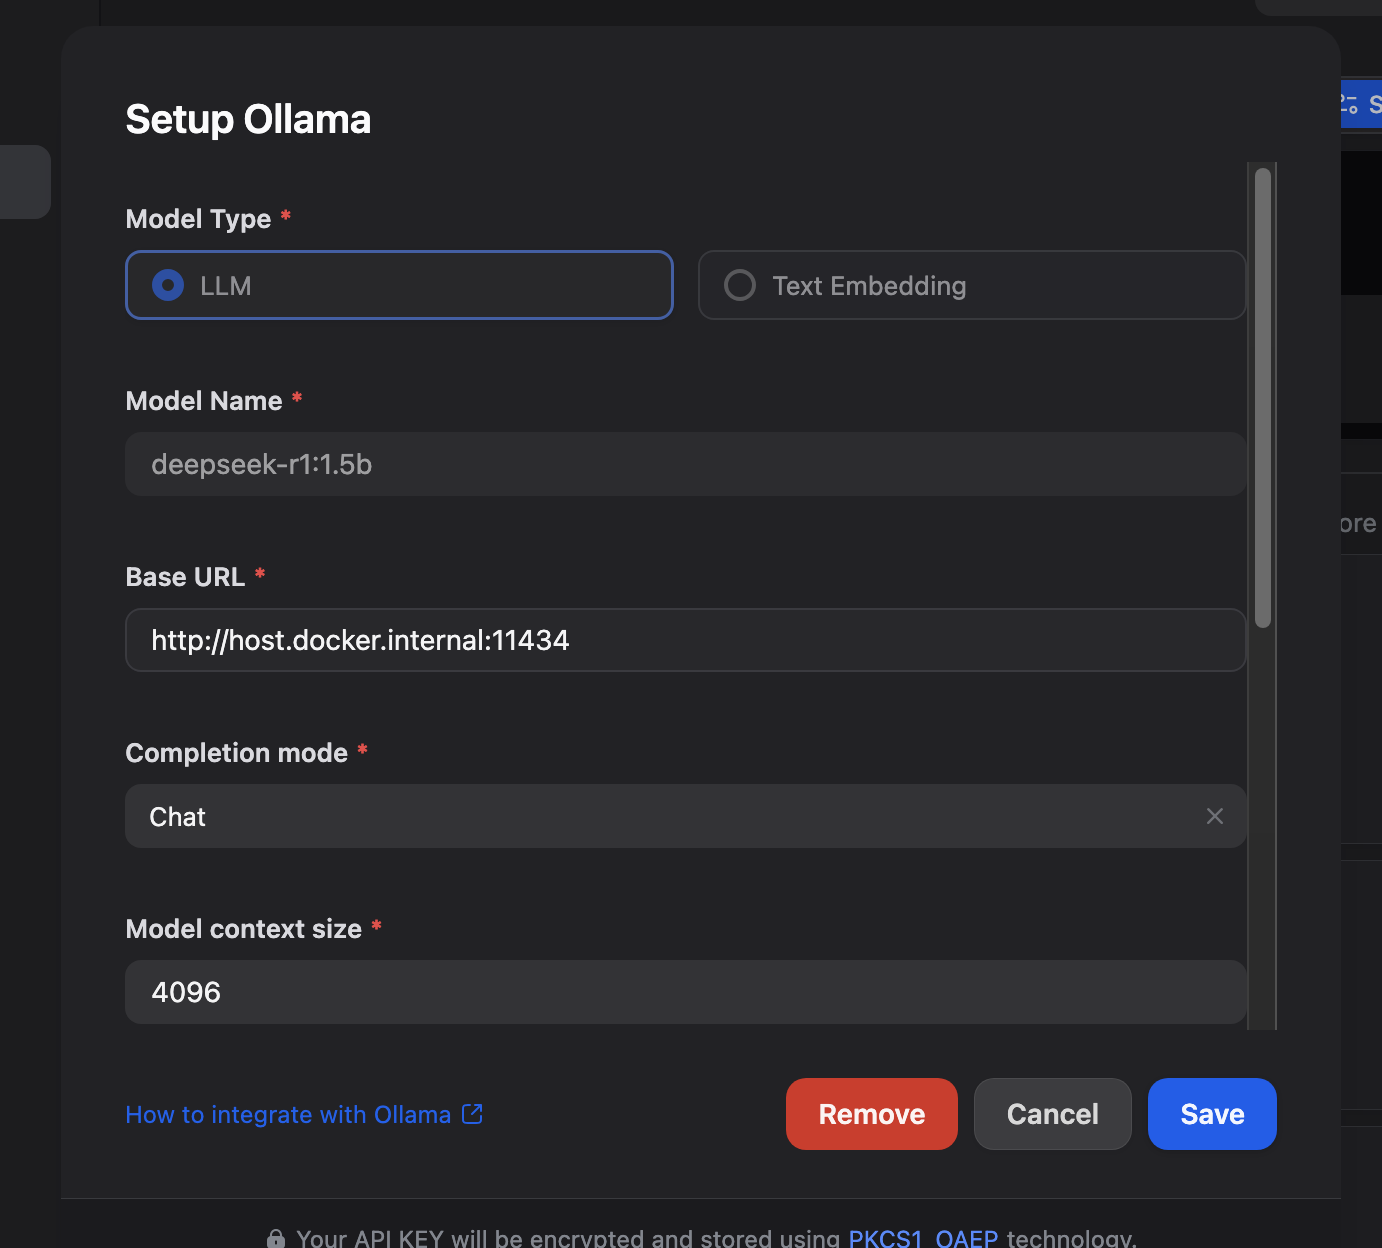 Setup Ollama
S
Model Type *
LLM
Text Embedding
Model Name *
deepseek-r1:1.5b
ore
Base URL *
http://host.docker.internal:11434
Completion mode *
Chat
Model context size *
4096
How to integrate with Ollama
Remove
Cancel
Save
Your API KEY will be encrypted and stored using PKCS1_OAEP technology.